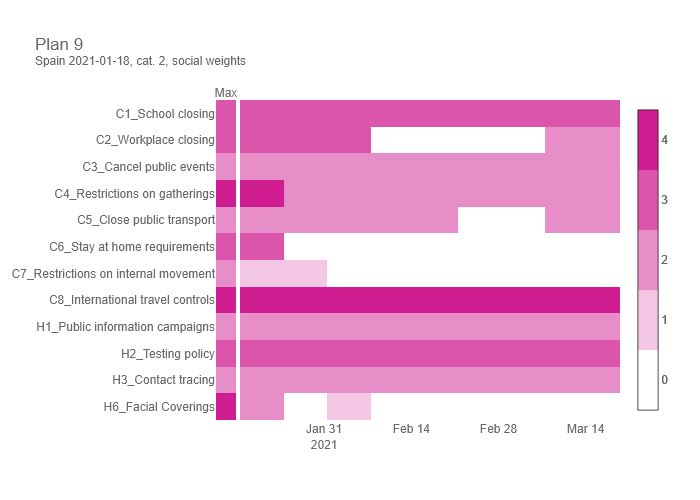 Plan 9
Spain 2021-01-18, cat. 2, social weights
Max
C1_School closing
C2_Workplace closing
C3_Cancel public events
C4_Restrictions on gatherings
C5_Close public transport
C6_Stay at home requirements
C7_Restrictions on internal movement
C8_International travel controls
H1_Public information campaigns
H2_Testing policy
H3_Contact tracing
H6_Facial Coverings
Jan 31
2021
Feb 14
Feb 28
Mar 14
4
3
2
1
0